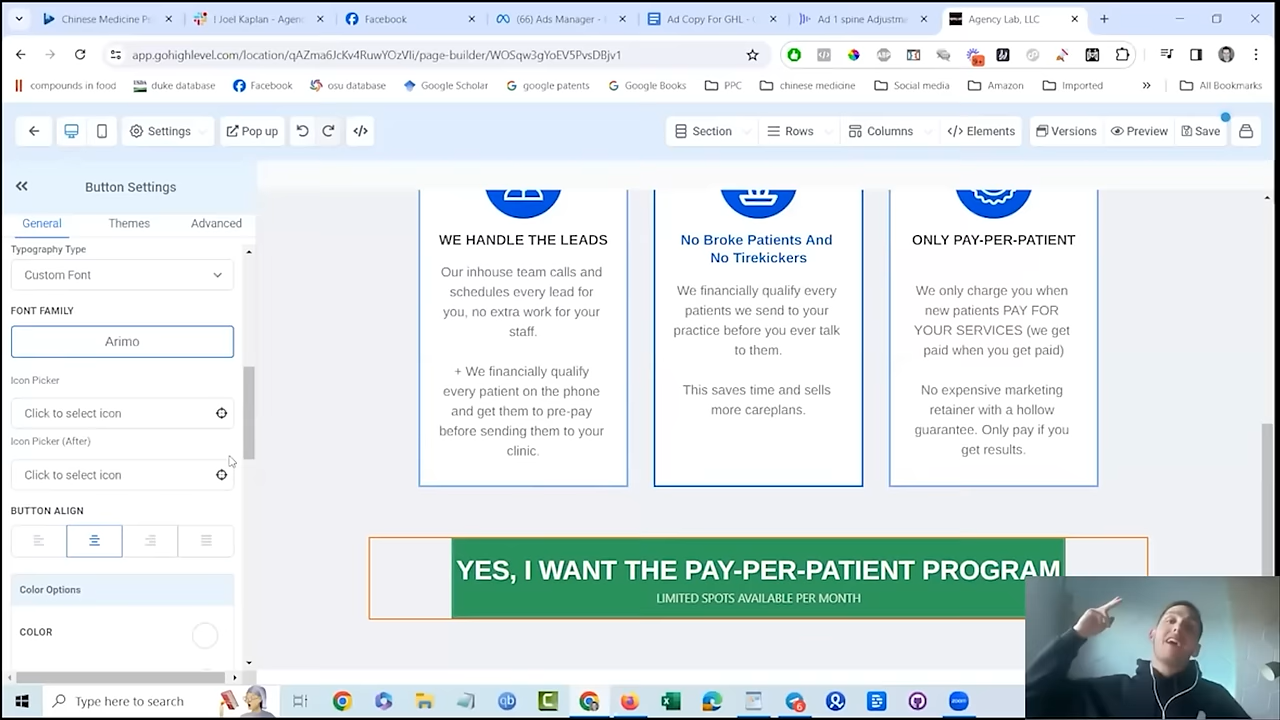 Chinese Medicine P
I Joel Kaplan - Agen
Facebook
(66) Ads Manager -
Ad Copy For GHL -
Ad 1 spine Adjustm
Agency Lab, LLC
app.gohighlevel.com/location/gAZma6JcKv4RuwYOzVIi/page-builder/WOSqw3gYoEV5PvsDBjv1
compounds in food
duke database
Facebook
osu database
Google Scholar
google patents
Google Books
PPC
chinese medicine
Social media
Amazon
Imported
»
All Bookmarks
Settings
Pop up
Section
Rows
Columns
Elements
Versions
Preview
Save
Button Settings
General
Themes
Advanced
Typography Type
Custom Font
FONT FAMILY
Arimo
Icon Picker
Click to select icon
Icon Picker (After)
Click to select icon
BUTTON ALIGN
Color Options
COLOR
WE HANDLE THE LEADS
Our inhouse team calls and
schedules every lead for
you, no extra work for your
staff.
+ We financially qualify
every patient on the phone
and get them to pre-pay
before sending them to your
clinic.
No Broke Patients And
No Tirekickers
We financially qualify every
patients we send to your
practice before you ever talk
to them.
This saves time and sells
more careplans.
ONLY PAY-PER-PATIENT
We only charge you when
new patients PAY FOR
YOUR SERVICES (we get
paid when you get paid)
No expensive marketing
retainer with a hollow
guarantee. Only pay if you
get results.
YES, I WANT THE PAY-PER-PATIENT PROGRAM
LIMITED SPOTS AVAILABLE PER MONTH
Type here to search